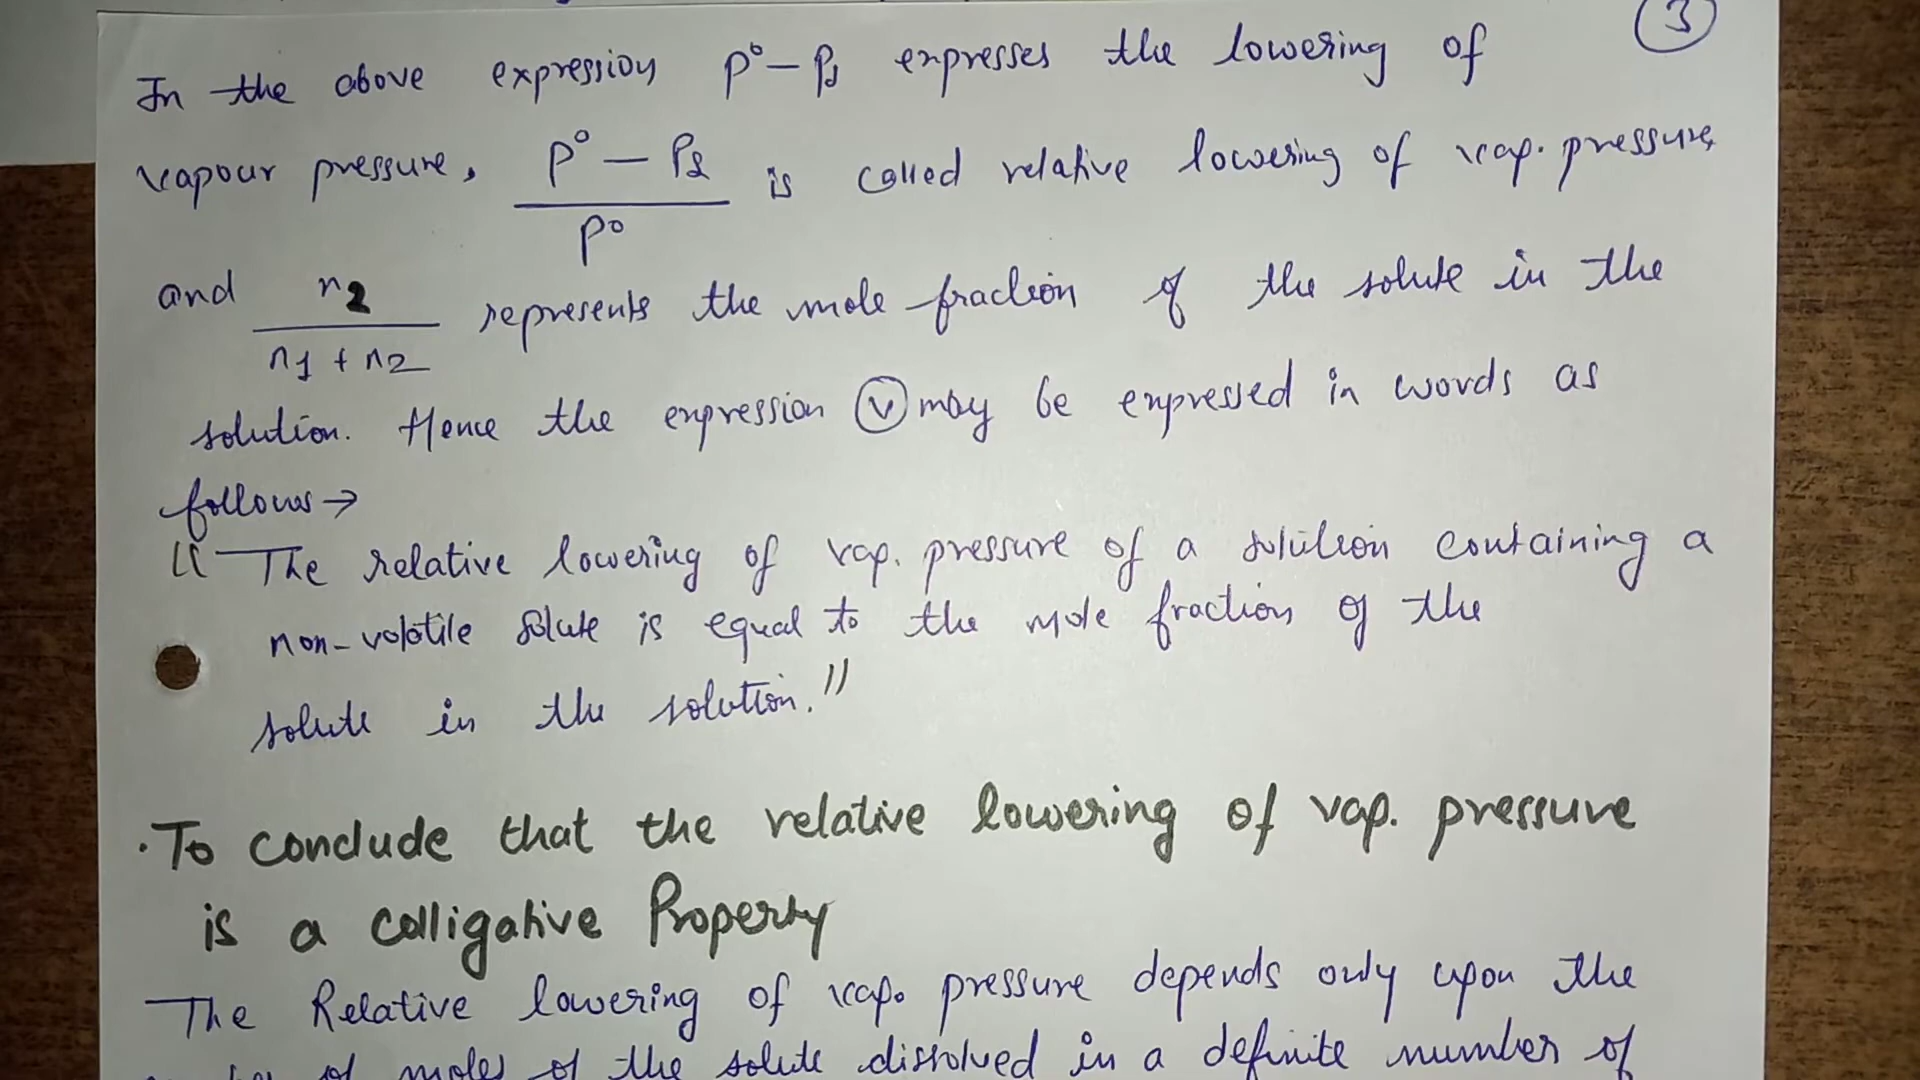 3
In the above expression P° - Ps expresses the lowering of
vapour pressure, P° - Ps / P° is called relative lowering of vap. pressure
and n2 / n1 + n2 represents the mole fraction of the solute in the
solution. Hence the expression (v) may be expressed in words as
follows →
"The relative lowering of vap. pressure of a solution containing a
non-volatile solute is equal to the mole fraction of the
solute in the solution."
· To conclude that the relative lowering of vap. pressure
is a colligative Property
The Relative lowering of vap. pressure depends only upon the
of moles of the solute dissolved in a definite number of